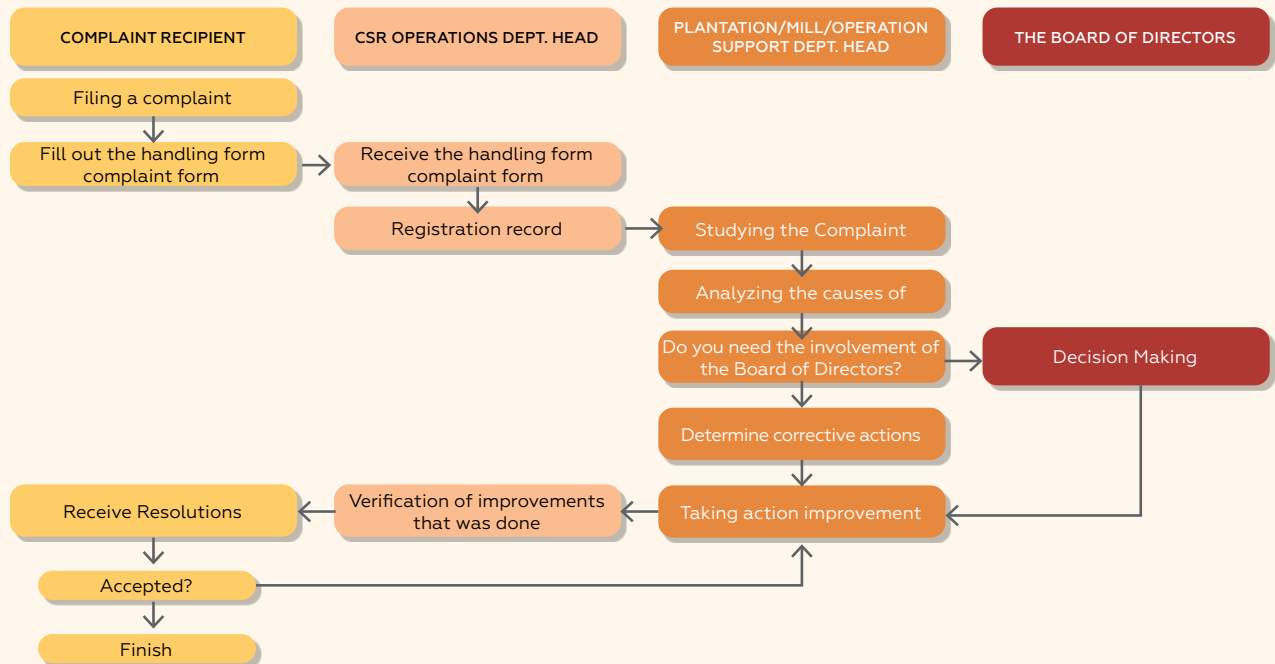 COMPLAINT RECIPIENT
CSR OPERATIONS DEPT. HEAD
PLANTATION/MILL/OPERATION
SUPPORT DEPT. HEAD
THE BOARD OF DIRECTORS
Filing a complaint
Fill out the handling form
complaint form
Receive the handling form
complaint form
Registration record
Studying the Complaint
Analyzing the causes of
Do you need the involvement of
the Board of Directors?
Decision Making
Determine corrective actions
Taking action improvement
Verification of improvements
that was done
Receive Resolutions
Accepted?
Finish